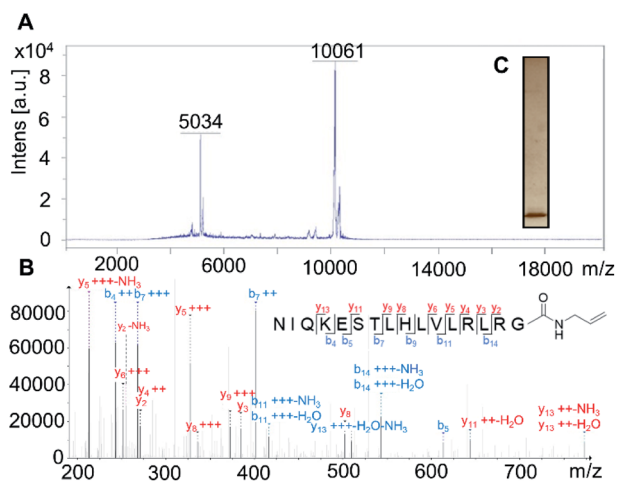 A
x10⁴
10061
C
8
6
5034
4
2
0
Intens [a.u.]
2000 6000 10000 14000 18000 m/z
B
y₅ +++-NH₃
b₄ ++ b₇ +++
b₇ ++
80000
y₂ -NH₃
y₅ +++
60000
y₁₃ y₁₁ y₉ y₈ y₆ y₅ y₄ y₃ y₂
NIQKESTLHLVLRLRG
O
N
H
b₄ b₅ b₇ b₉ b₁₁ b₁₄
y₆ +++
40000
y₄ ++
y₂
y₉ +++
y₃
b₁₄ +++-NH₃
b₁₄ +++-H₂O
20000
y₈ +++
b₁₁ +++-NH₃
b₁₁ +++-H₂O
y₈
y₁₃ +++-H₂O-NH₃
b₅
y₁₁ ++-H₂O
y₁₃ ++-NH₃
y₁₃ ++-H₂O
0
200 300 400 500 600 700 m/z